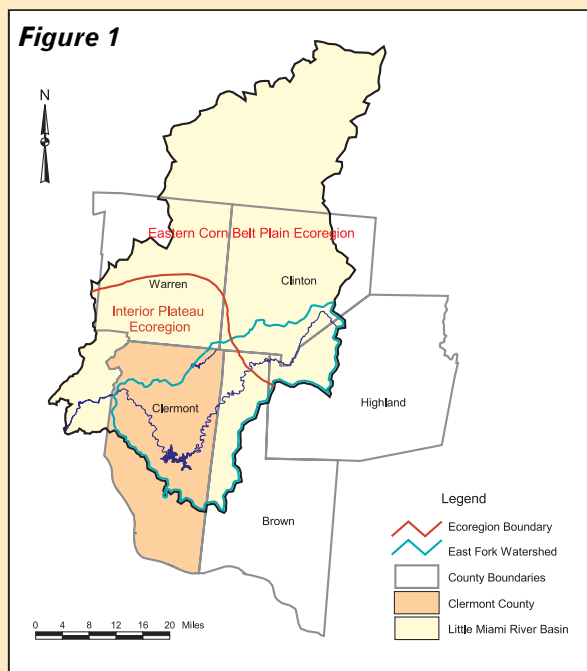 Figure 1
N
Eastern Corn Belt Plain Ecoregion
Warren
Clinton
Interior Plateau
Ecoregion
Clermont
Highland
Brown
Legend
Ecoregion Boundary
East Fork Watershed
County Boundaries
Clermont County
Little Miami River Basin
0 4 8 12 16 20 Miles